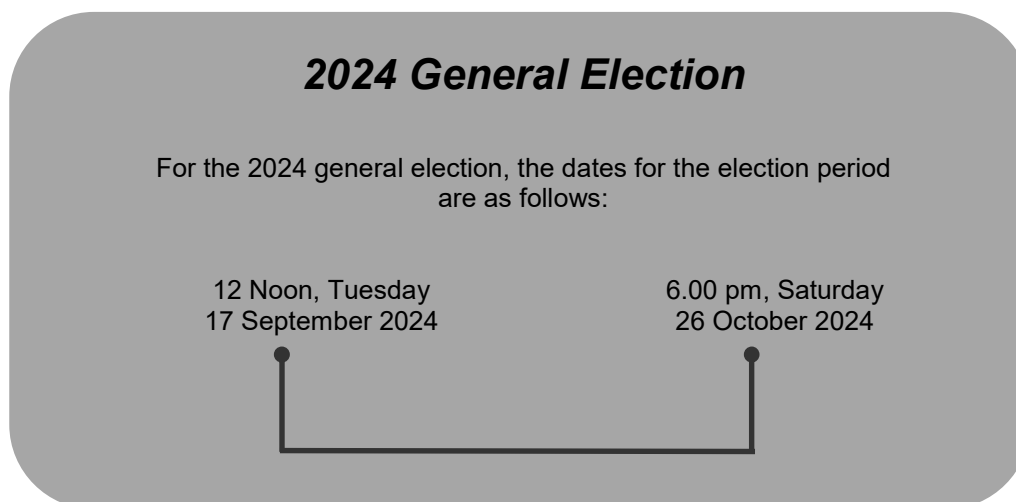 2024 General Election
For the 2024 general election, the dates for the election period
are as follows:
12 Noon, Tuesday
17 September 2024
6.00 pm, Saturday
26 October 2024